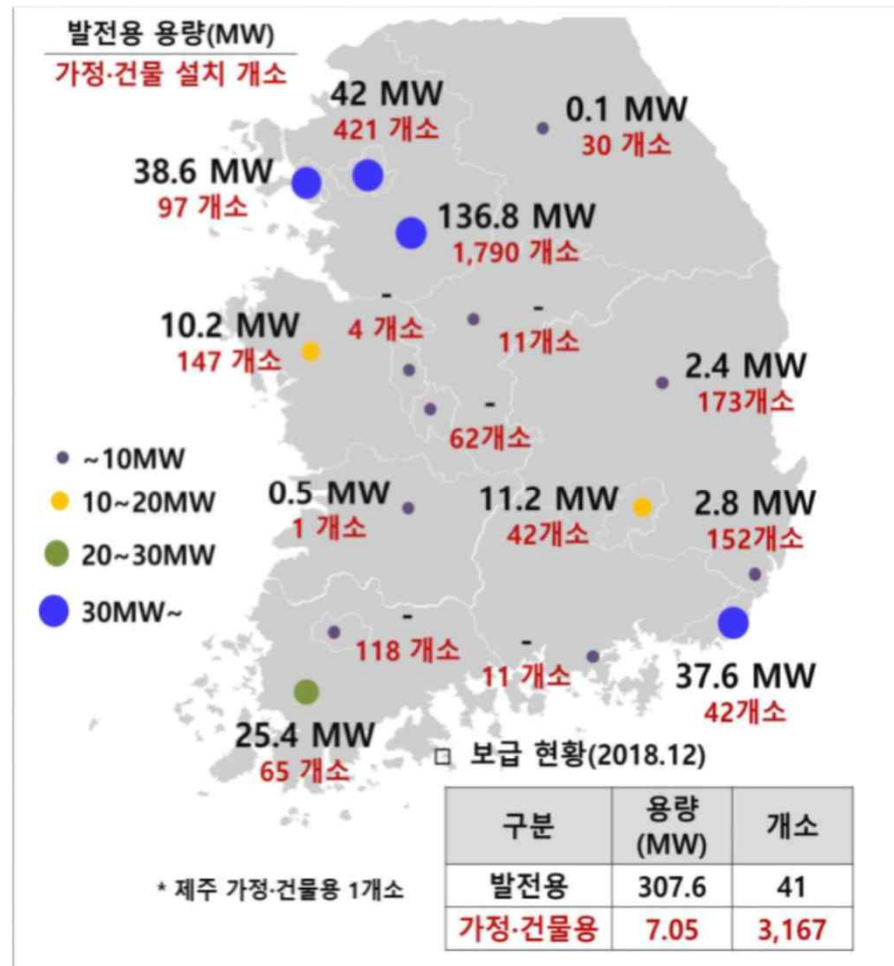 발전용 용량(MW)
가정·건물 설치 개소
42 MW
421 개소
0.1 MW
30 개소
38.6 MW
97 개소
136.8 MW
1,790 개소
-
4 개소
-
11개소
10.2 MW
147 개소
2.4 MW
173개소
-
62개소
~10MW
10~20MW
20~30MW
30MW~
0.5 MW
1 개소
11.2 MW
42개소
2.8 MW
152개소
-
118 개소
-
11 개소
37.6 MW
42개소
25.4 MW
65 개소
□ 보급 현황(2018.12)
구분 용량 (MW) 개소
발전용 307.6 41
가정·건물용 7.05 3,167
* 제주 가정·건물용 1개소